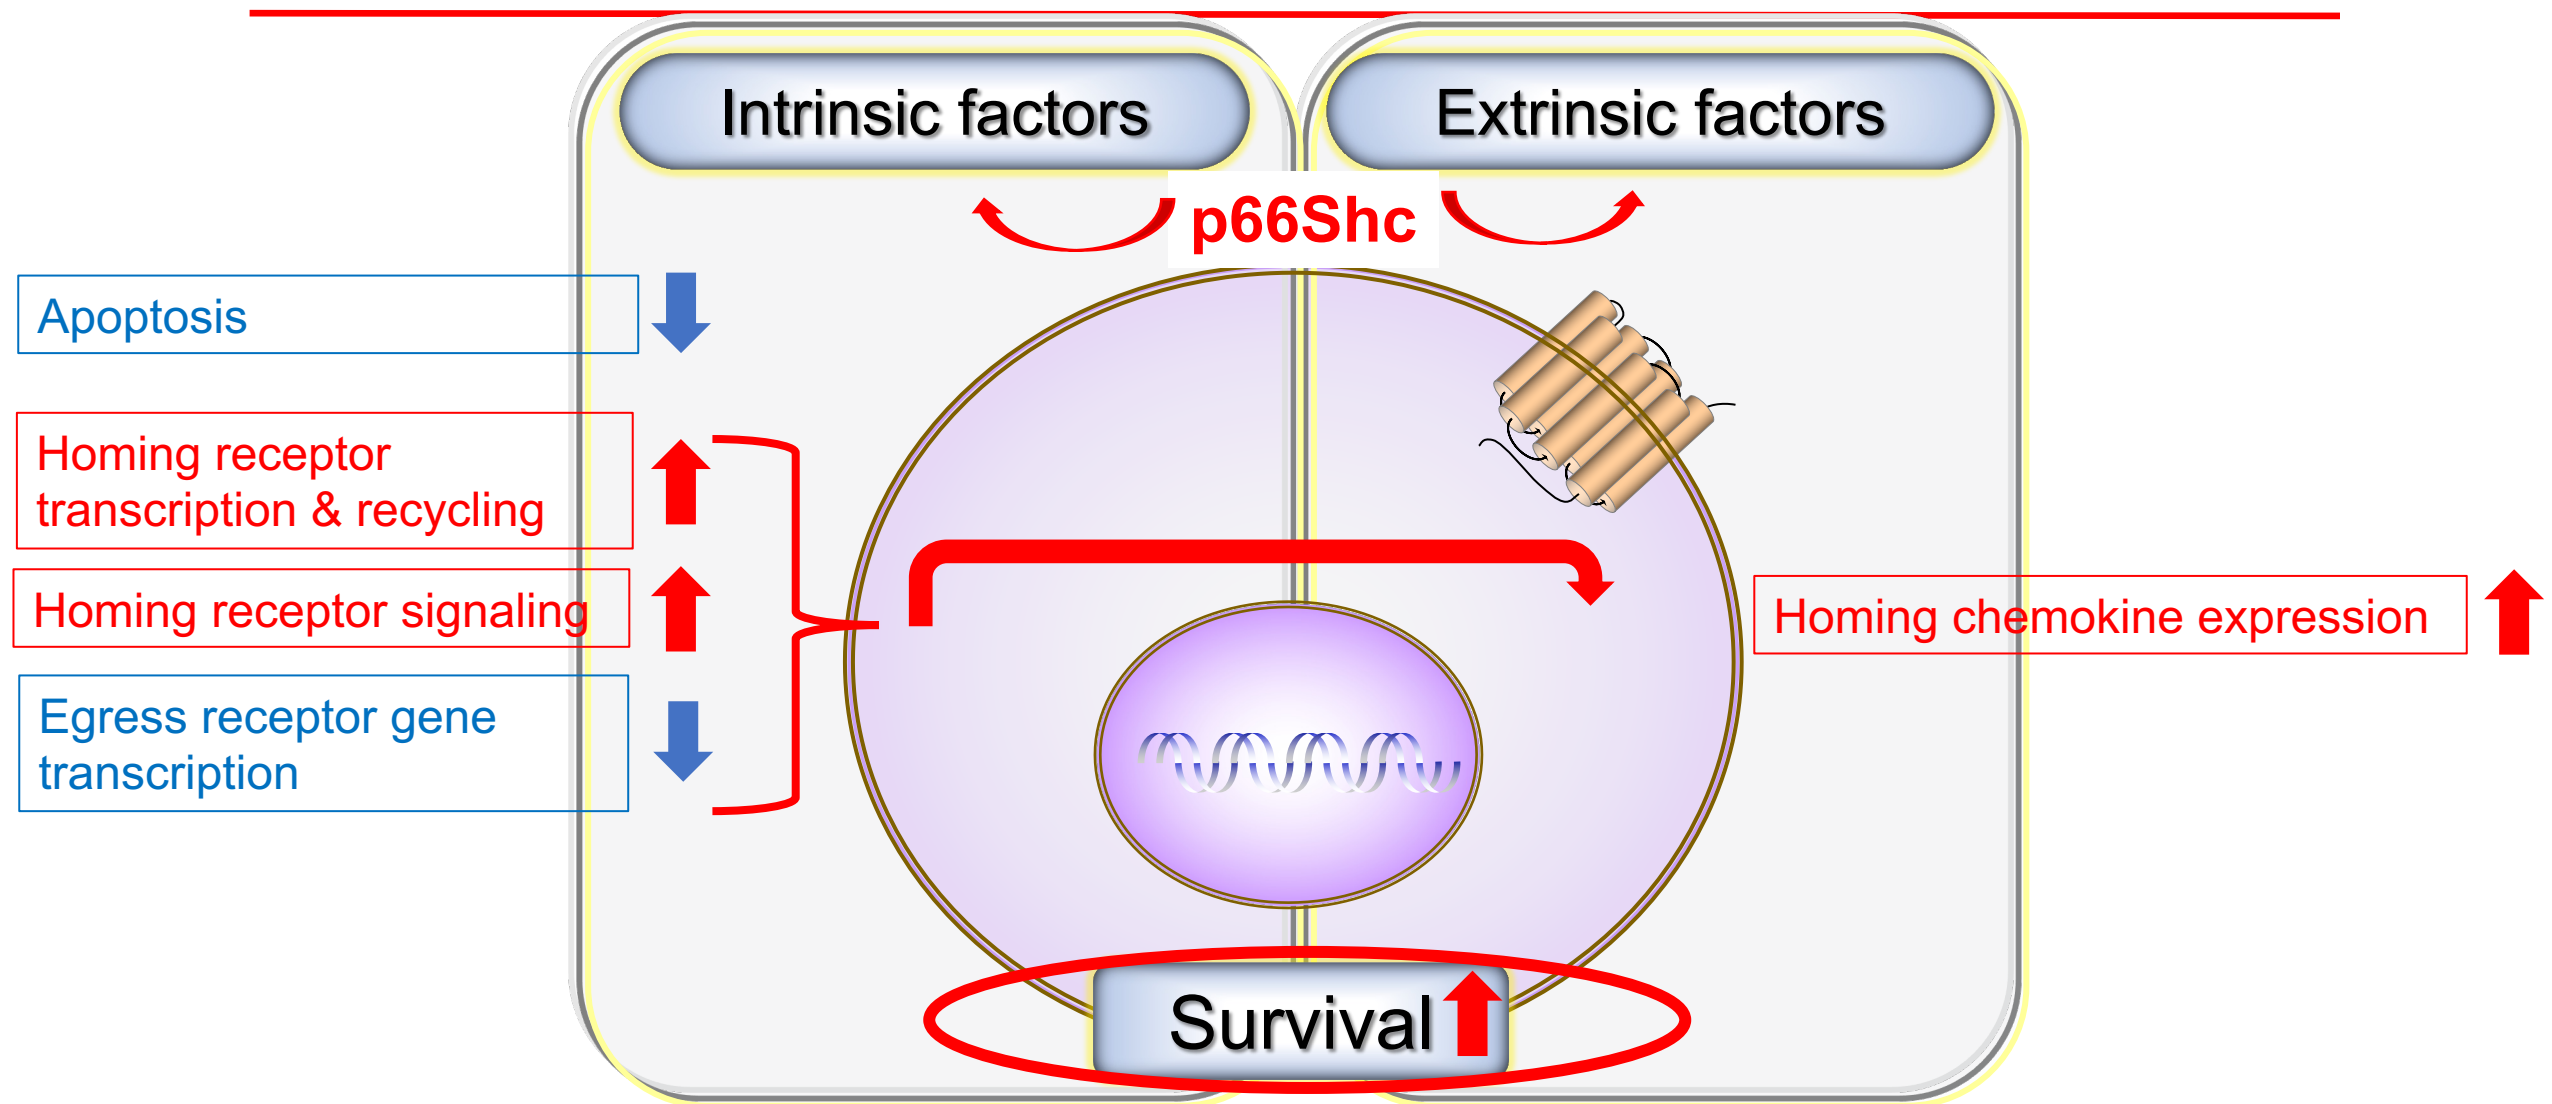 Intrinsic factors
Extrinsic factors
p66Shc
Apoptosis
Homing receptor
transcription & recycling
Homing receptor signaling
Egress receptor gene
transcription
Homing chemokine expression
Survival